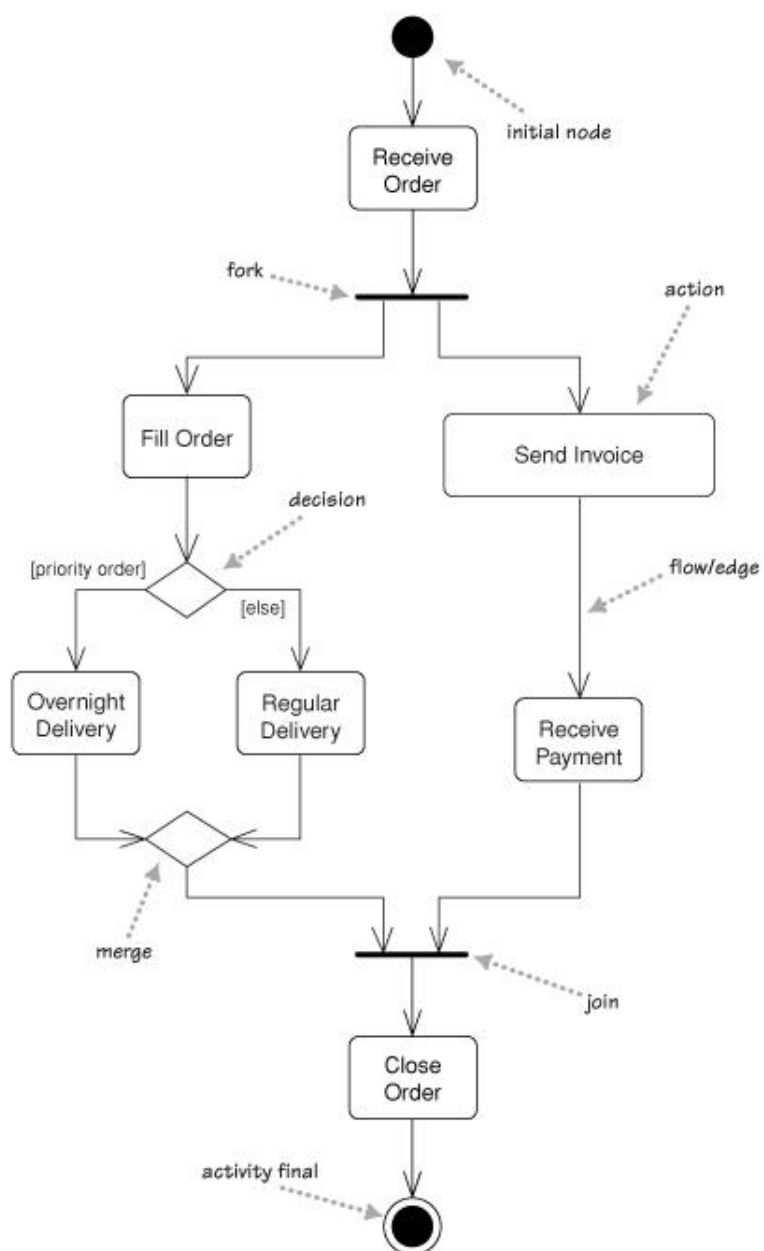 initial node
Receive
Order
fork
action
Fill Order
Send Invoice
decision
[priority order]
[else]
flow/edge
Overnight
Delivery
Regular
Delivery
Receive
Payment
merge
join
Close
Order
activity final